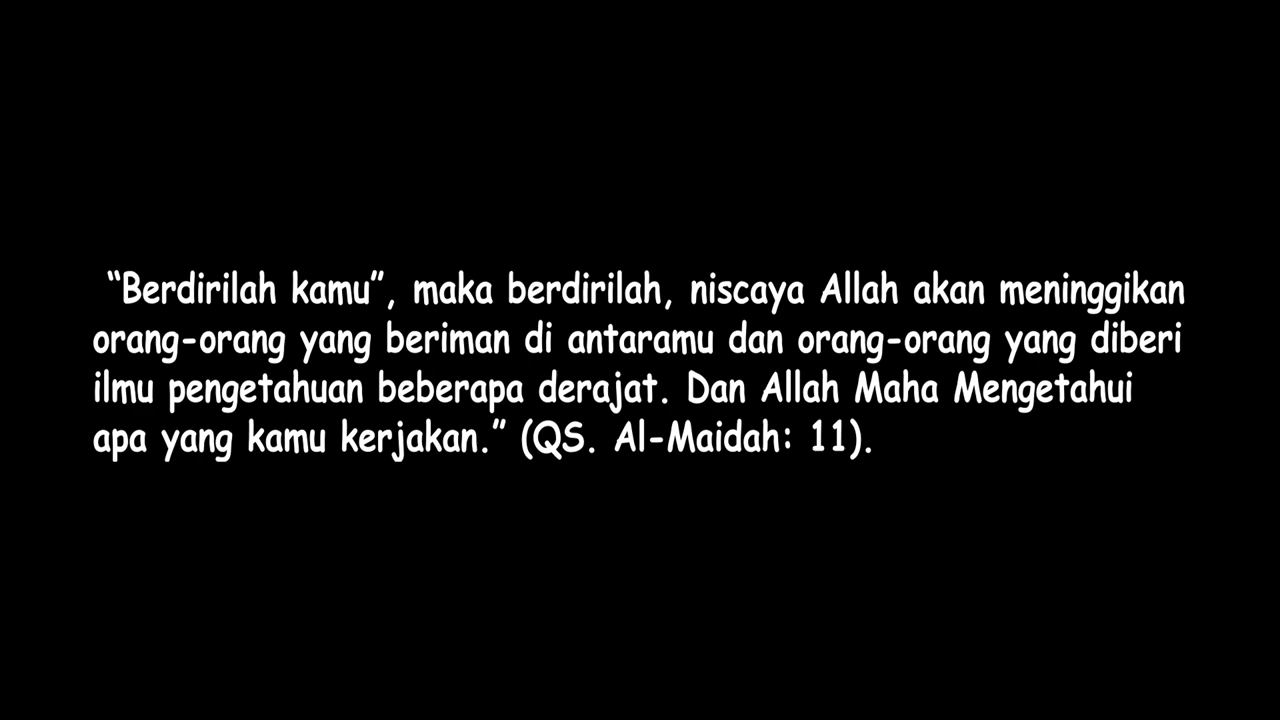 “Berdirilah kamu”, maka berdirilah, niscaya Allah akan meninggikan
orang-orang yang beriman di antaramu dan orang-orang yang diberi
ilmu pengetahuan beberapa derajat. Dan Allah Maha Mengetahui
apa yang kamu kerjakan.” (QS. Al-Maidah: 11).